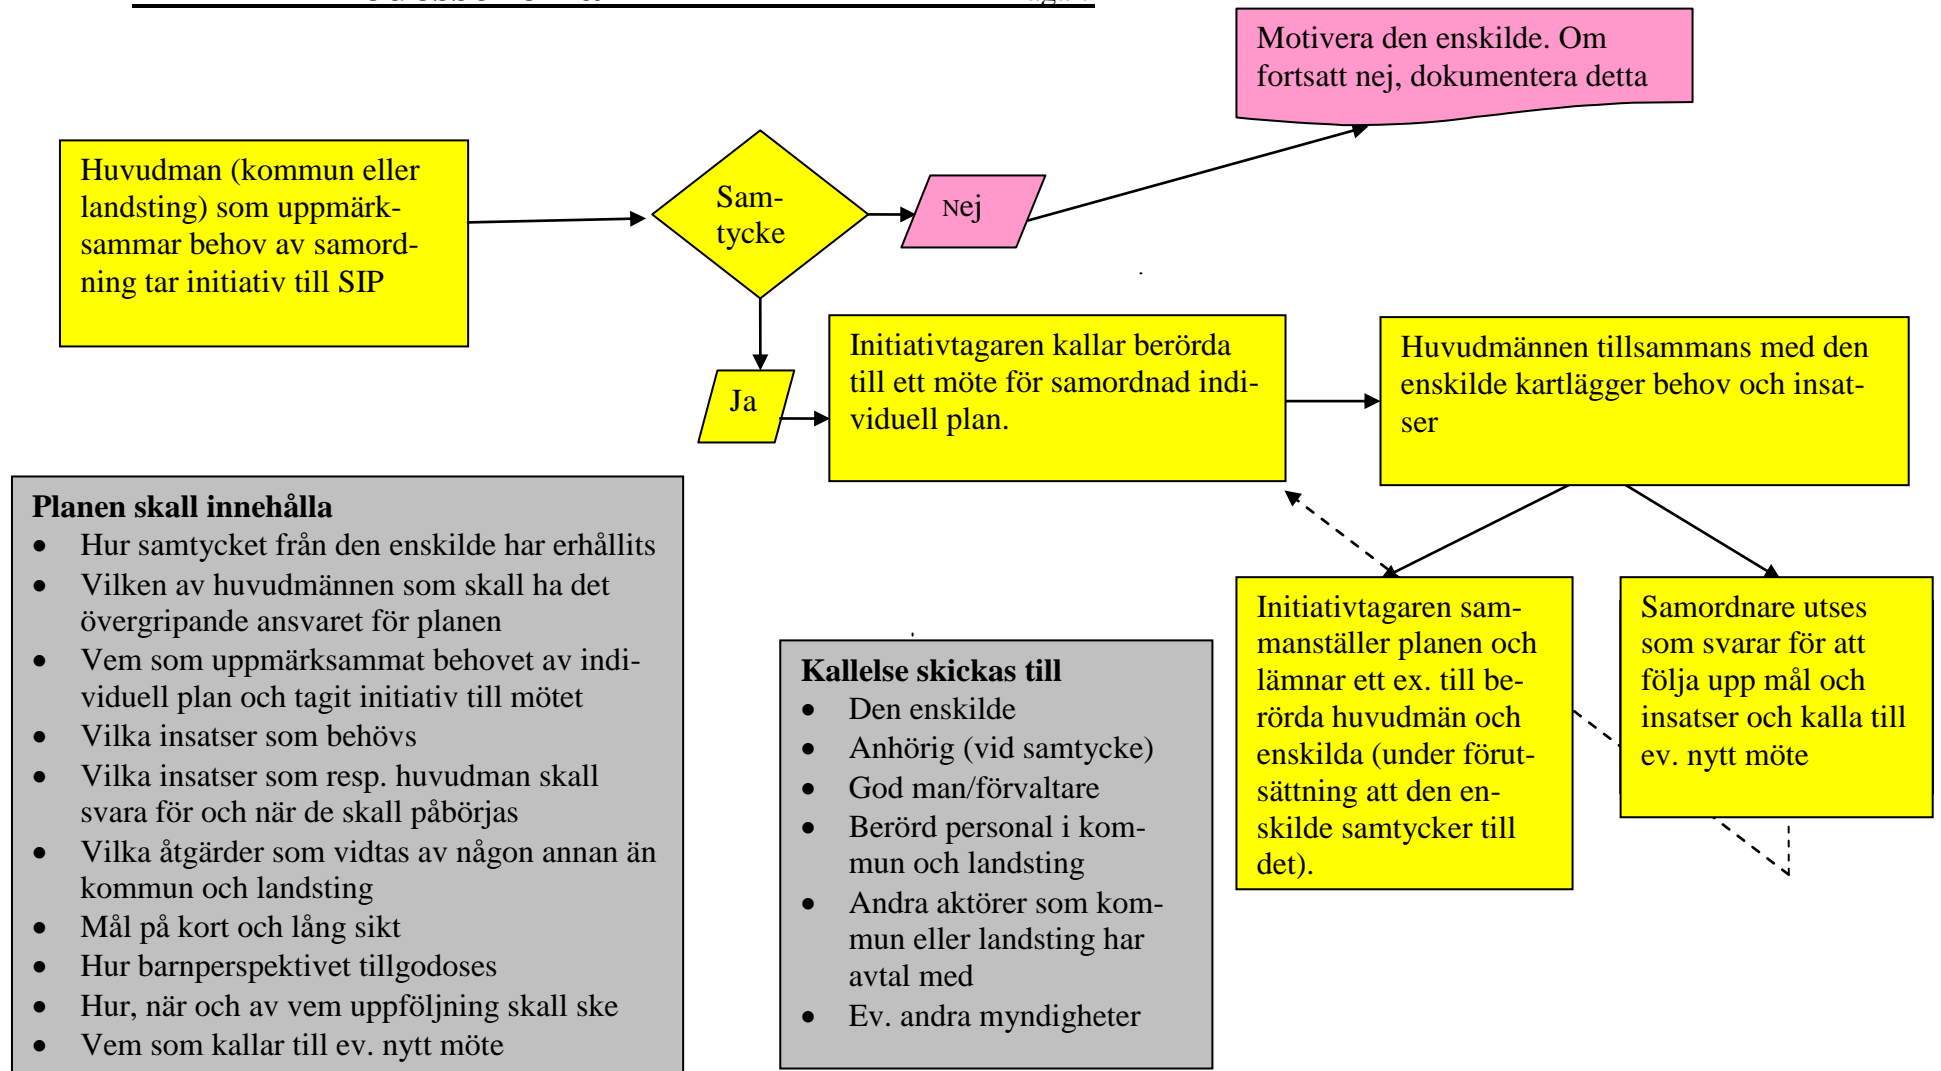 Motivera den enskilde. Om
fortsatt nej, dokumentera detta
Huvudman (kommun eller
landsting) som uppmärk-
sammar behov av samord-
ning tar initiativ till SIP
Sam-
tycke
Nej
Ja
Initiativtagaren kallar berörda
till ett möte för samordnad indi-
viduell plan.
Huvudmännen tillsammans med den
enskilde kartlägger behov och insat-
ser
Planen skall innehålla
• Hur samtycket från den enskilde har erhållits
• Vilken av huvudmännen som skall ha det
övergripande ansvaret för planen
• Vem som uppmärksammat behovet av indi-
viduell plan och tagit initiativ till mötet
• Vilka insatser som behövs
• Vilka insatser som resp. huvudman skall
svara för och när de skall påbörjas
• Vilka åtgärder som vidtas av någon annan än
kommun och landsting
• Mål på kort och lång sikt
• Hur barnperspektivet tillgodoses
• Hur, när och av vem uppföljning skall ske
• Vem som kallar till ev. nytt möte
Kallelse skickas till
• Den enskilde
• Anhörig (vid samtycke)
• God man/förvaltare
• Berörd personal i kom-
mun och landsting
• Andra aktörer som kom-
mun eller landsting har
avtal med
• Ev. andra myndigheter
Initiativtagaren sam-
manställer planen och
lämnar ett ex. till be-
rörda huvudmän och
enskilda (under förut-
sättning att den en-
skilde samtycker till
det).
Samordnare utses
som svarar för att
följa upp mål och
insatser och kalla till
ev. nytt möte